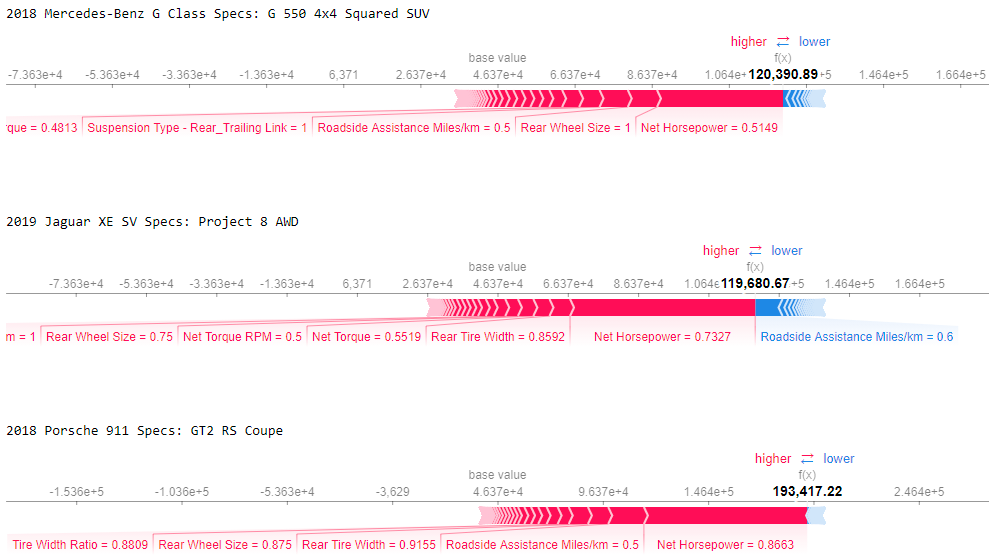 2018 Mercedes-Benz G Class Specs: G 550 4x4 Squared SUV
higher ⇄ lower
base value f(x)
-7.363e+4 -5.363e+4 -3.363e+4 -1.363e+4 6,371 2.637e+4 4.637e+4 6.637e+4 8.637e+4 1.064e+ 120,390.89 +5 1.464e+5 1.664e+5
rque = 0.4813 Suspension Type - Rear_Trailing Link = 1 Roadside Assistance Miles/km = 0.5 Rear Wheel Size = 1 Net Horsepower = 0.5149
2019 Jaguar XE SV Specs: Project 8 AWD
higher ⇄ lower
base value f(x)
-7.363e+4 -5.363e+4 -3.363e+4 -1.363e+4 6,371 2.637e+4 4.637e+4 6.637e+4 8.637e+4 1.064e 119,680.67 +5 1.464e+5 1.664e+5
m = 1 Rear Wheel Size = 0.75 Net Torque RPM = 0.5 Net Torque = 0.5519 Rear Tire Width = 0.8592 Net Horsepower = 0.7327 Roadside Assistance Miles/km = 0.6
2018 Porsche 911 Specs: GT2 RS Coupe
higher ⇄ lower
base value f(x)
-1.536e+5 -1.036e+5 -5.363e+4 -3,629 4.637e+4 9.637e+4 1.464e+5 193,417.22 2.464e+5
Tire Width Ratio = 0.8809 Rear Wheel Size = 0.875 Rear Tire Width = 0.9155 Roadside Assistance Miles/km = 0.5 Net Horsepower = 0.8663